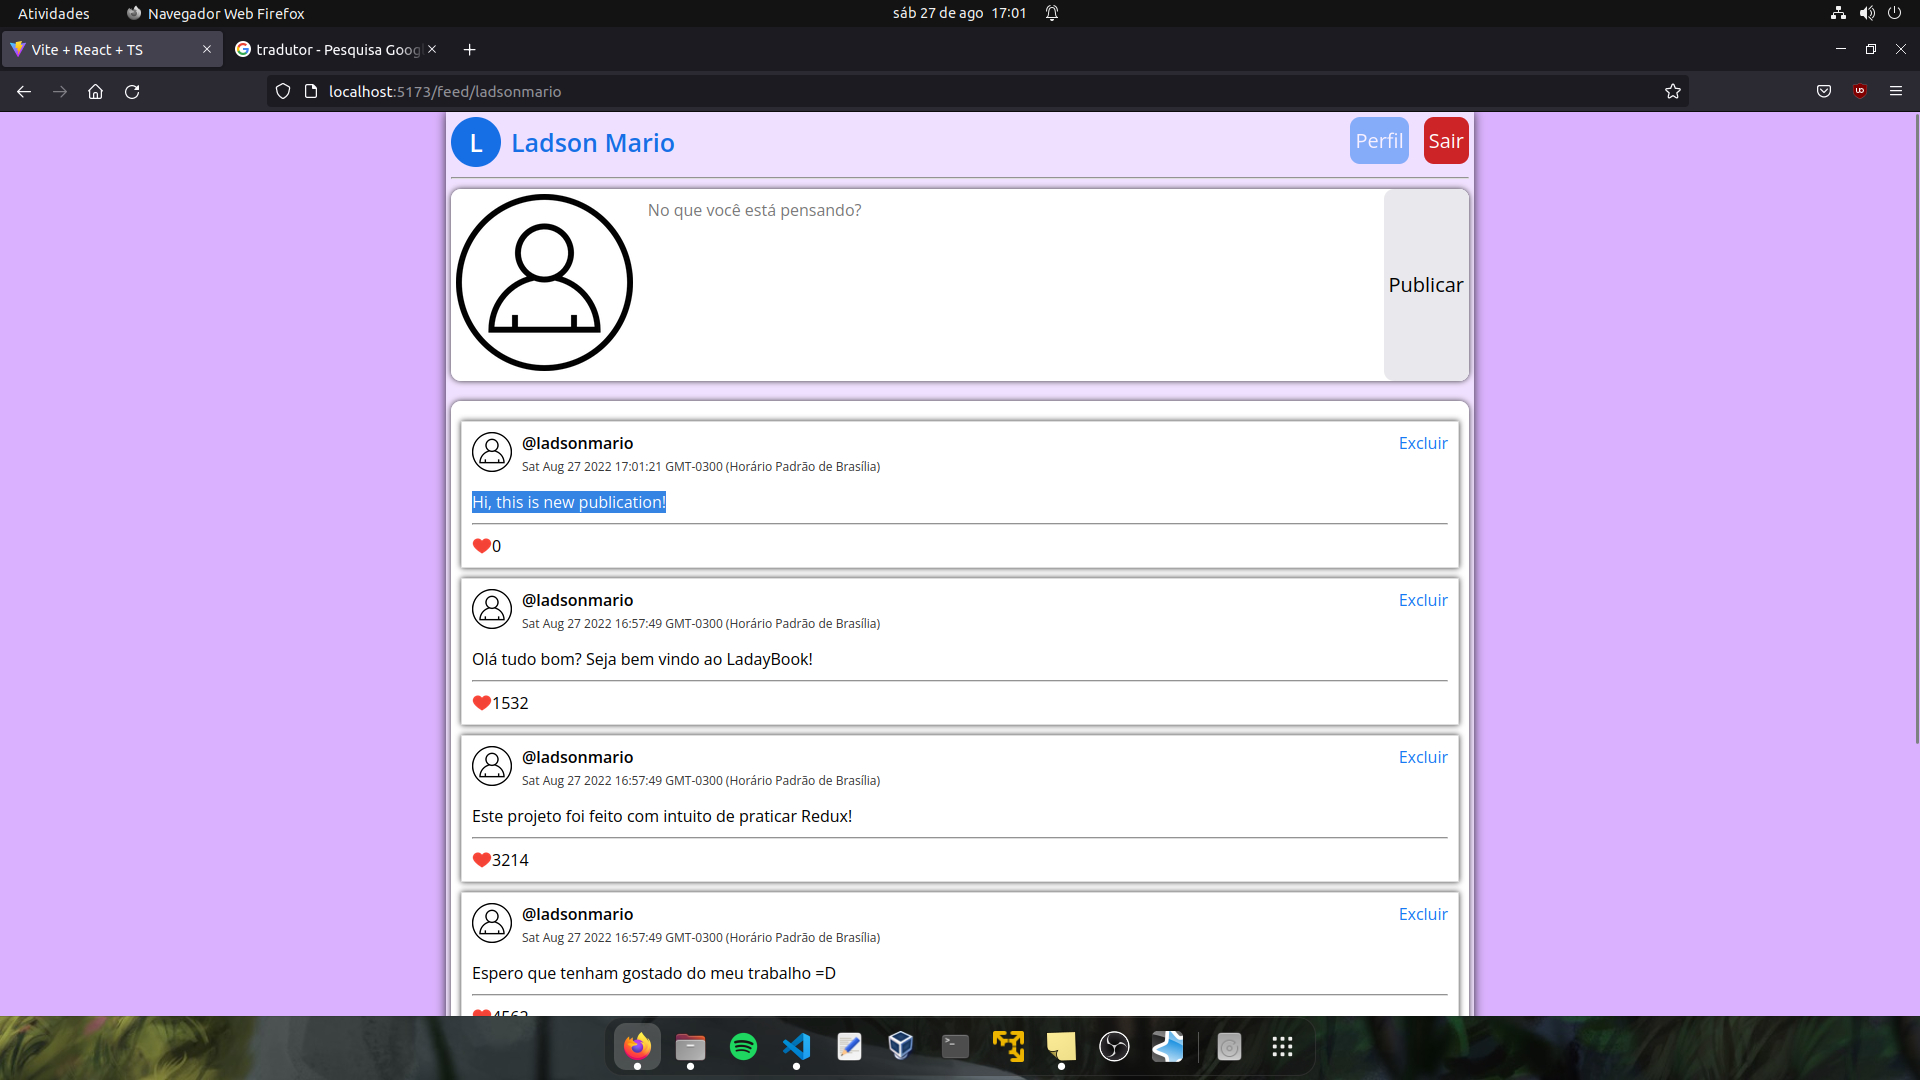 Atividades
Navegador Web Firefox
sáb 27 de ago 17:01
Vite + React + TS
tradutor - Pesquisa Goog
localhost:5173/feed/ladsonmario
L
Ladson Mario
Perfil
Sair
No que você está pensando?
Publicar
@ladsonmario
Excluir
Sat Aug 27 2022 17:01:21 GMT-0300 (Horário Padrão de Brasília)
Hi, this is new publication!
0
@ladsonmario
Excluir
Sat Aug 27 2022 16:57:49 GMT-0300 (Horário Padrão de Brasília)
Olá tudo bom? Seja bem vindo ao LadayBook!
1532
@ladsonmario
Excluir
Sat Aug 27 2022 16:57:49 GMT-0300 (Horário Padrão de Brasília)
Este projeto foi feito com intuito de praticar Redux!
3214
@ladsonmario
Excluir
Sat Aug 27 2022 16:57:49 GMT-0300 (Horário Padrão de Brasília)
Espero que tenham gostado do meu trabalho =D